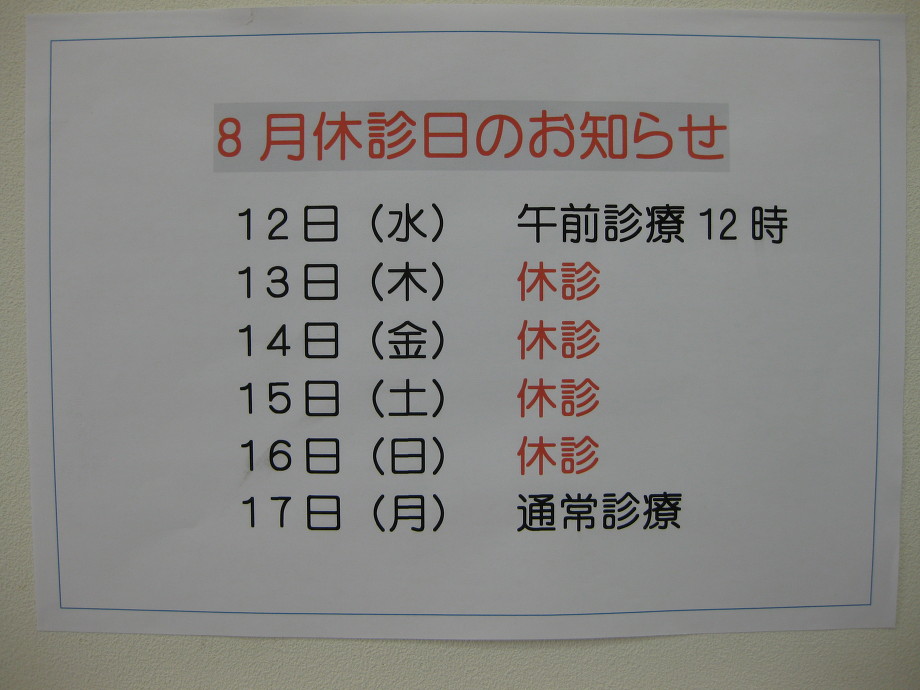 8月休診日のお知らせ
12日（水） 午前診療12時
13日（木） 休診
14日（金） 休診
15日（土） 休診
16日（日） 休診
17日（月） 通常診療